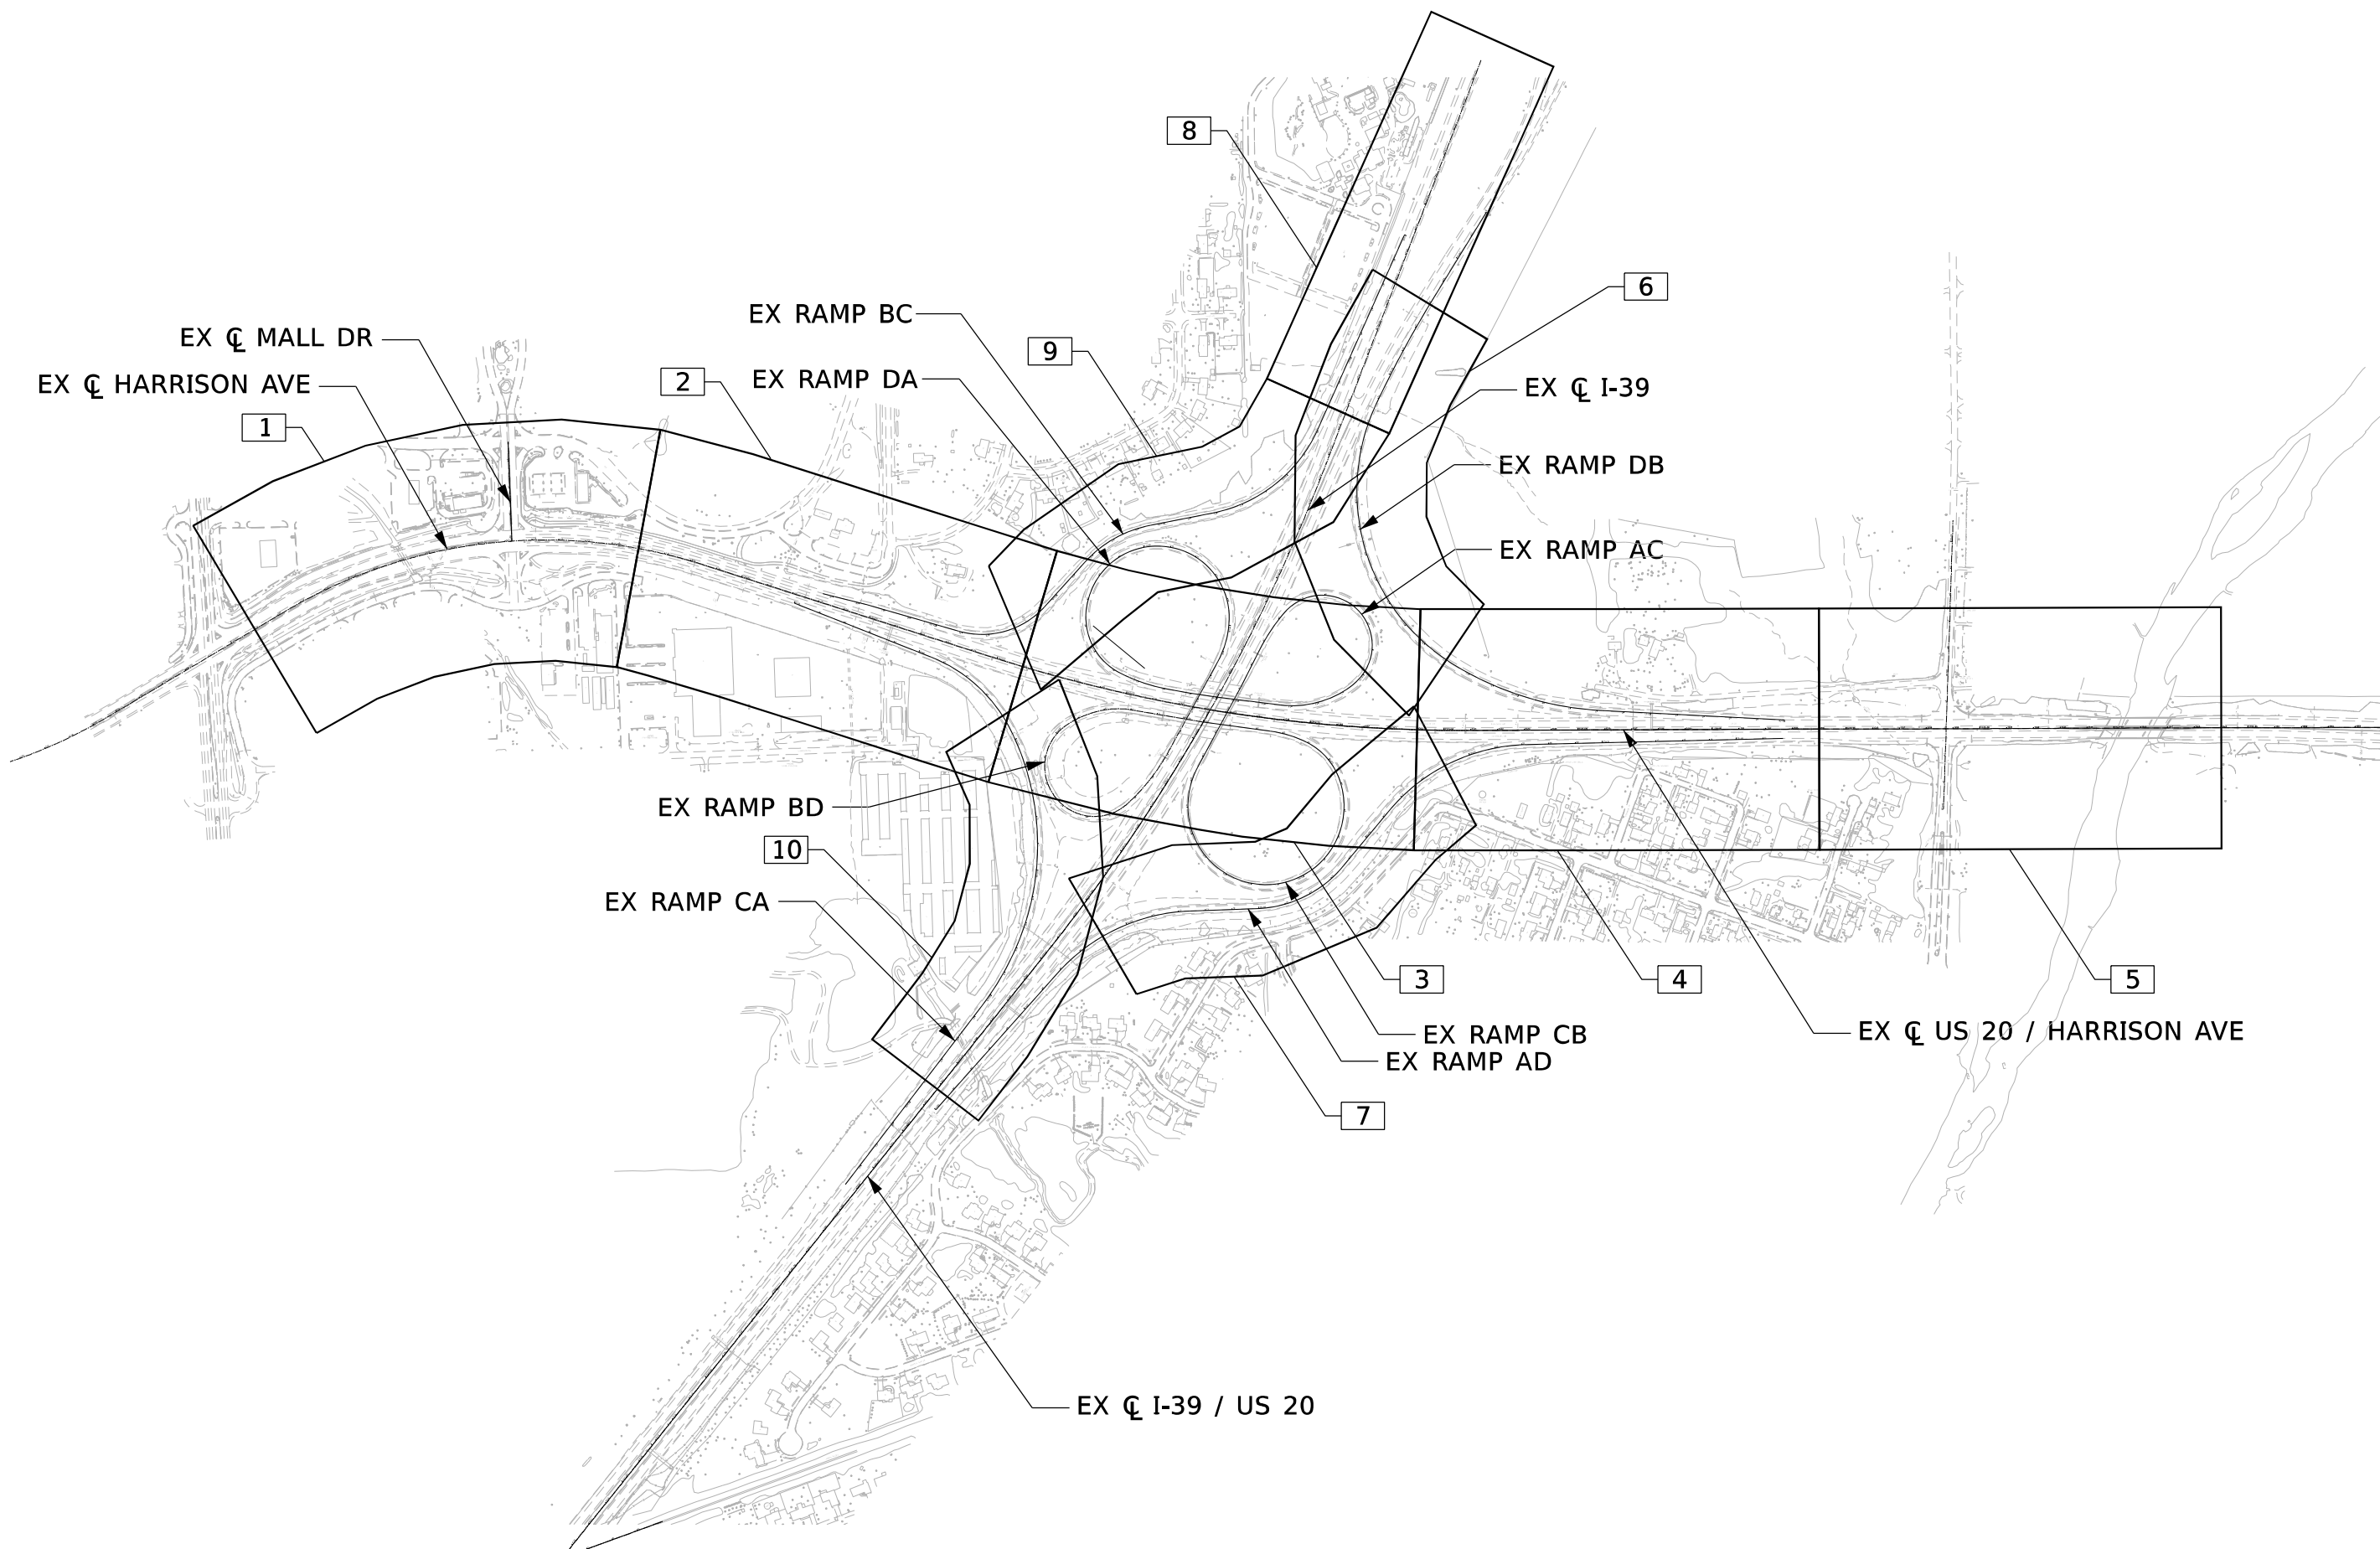 8
6
EX RAMP BC
EX ℄ MALL DR
9
EX RAMP DA
2
EX ℄ HARRISON AVE
EX ℄ I-39
1
EX RAMP DB
EX RAMP AC
EX RAMP BD
10
EX RAMP CA
3
4
5
EX RAMP CB
EX ℄ US 20 / HARRISON AVE
EX RAMP AD
7
EX ℄ I-39 / US 20